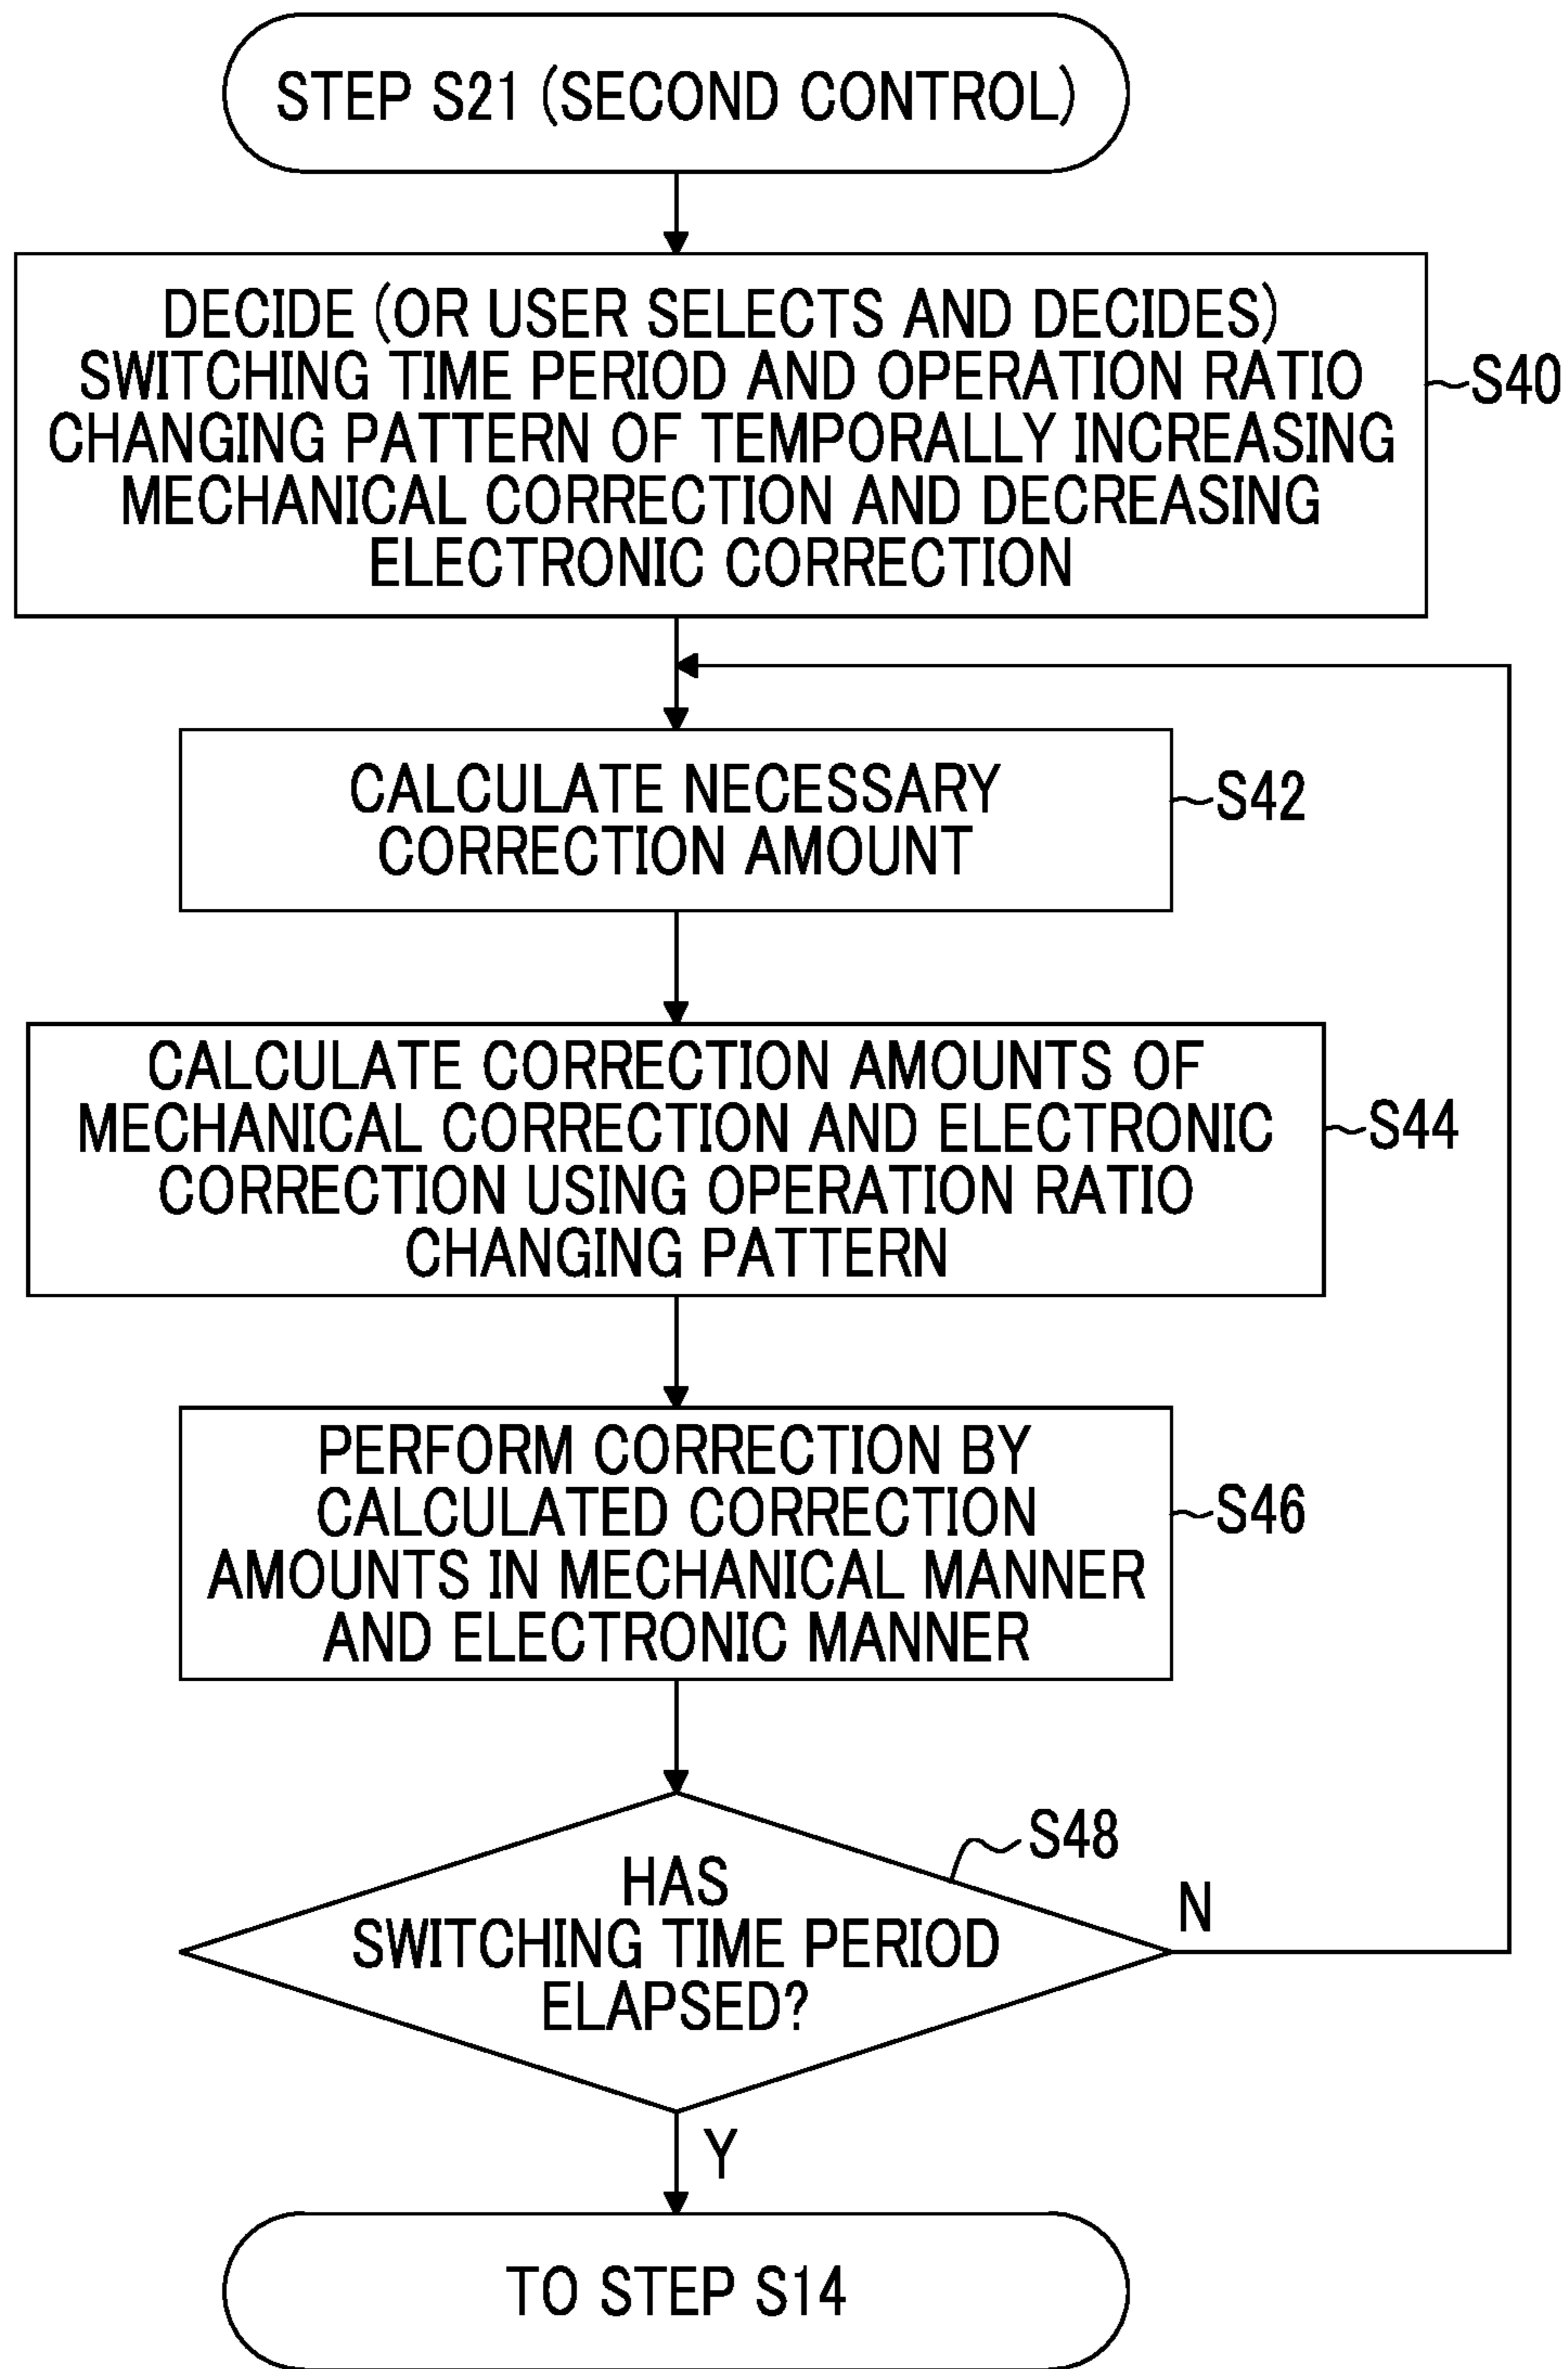 STEP S21 (SECOND CONTROL)
DECIDE (OR USER SELECTS AND DECIDES)
SWITCHING TIME PERIOD AND OPERATION RATIO
CHANGING PATTERN OF TEMPORALLY INCREASING
MECHANICAL CORRECTION AND DECREASING
ELECTRONIC CORRECTION
S40
CALCULATE NECESSARY
CORRECTION AMOUNT
S42
CALCULATE CORRECTION AMOUNTS OF
MECHANICAL CORRECTION AND ELECTRONIC
CORRECTION USING OPERATION RATIO
CHANGING PATTERN
S44
PERFORM CORRECTION BY
CALCULATED CORRECTION
AMOUNTS IN MECHANICAL MANNER
AND ELECTRONIC MANNER
S46
HAS
SWITCHING TIME PERIOD
ELAPSED?
S48
N
Y
TO STEP S14